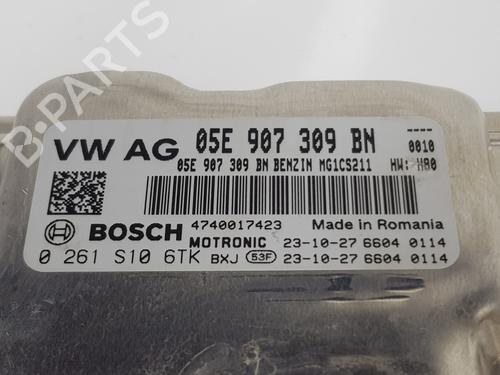 B-PARTS
VW AG 05E 907 309 BN ----
0010
05E 907 309 BN BENZIN MG1CS211 HW: H80
BOSCH 4740017423 Made in Romania
MOTRONIC 23-10-27 6604 0114
0 261 S10 6TK BXJ 53F 23-10-27 6604 0114